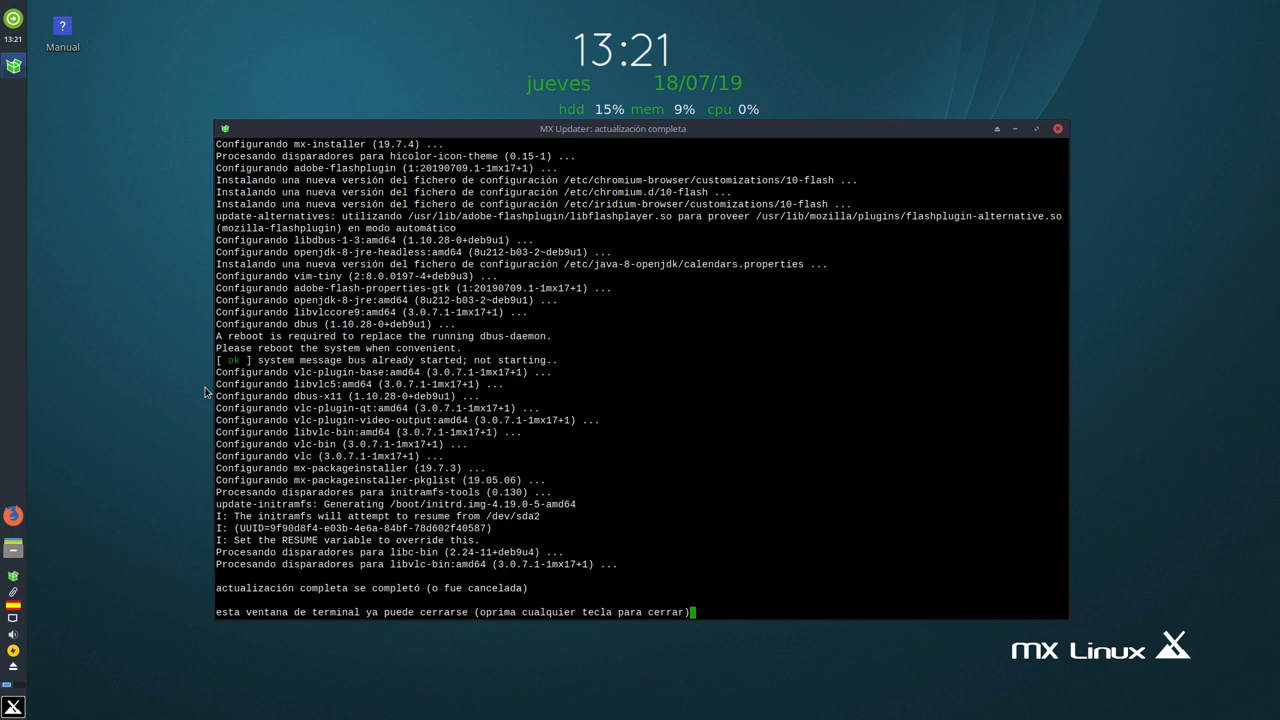 13:21
?
Manual
13:21
jueves 18/07/19
hdd 15% mem 9% cpu 0%
MX Updater: actualización completa
Configurando mx-installer (19.7.4) ...
Procesando disparadores para hicolor-icon-theme (0.15-1) ...
Configurando adobe-flashplugin (1:20190709.1-1mx17+1) ...
Instalando una nueva versión del fichero de configuración /etc/chromium-browser/customizations/10-flash ...
Instalando una nueva versión del fichero de configuración /etc/chromium.d/10-flash ...
Instalando una nueva versión del fichero de configuración /etc/iridium-browser/customizations/10-flash ...
update-alternatives: utilizando /usr/lib/adobe-flashplugin/libflashplayer.so para proveer /usr/lib/mozilla/plugins/flashplugin-alternative.so
(mozilla-flashplugin) en modo automático
Configurando libdbus-1-3:amd64 (1.10.28-0+deb9u1) ...
Configurando openjdk-8-jre-headless:amd64 (8u212-b03-2~deb9u1) ...
Instalando una nueva versión del fichero de configuración /etc/java-8-openjdk/calendars.properties ...
Configurando vim-tiny (2:8.0.0197-4+deb9u3) ...
Configurando adobe-flash-properties-gtk (1:20190709.1-1mx17+1) ...
Configurando openjdk-8-jre:amd64 (8u212-b03-2~deb9u1) ...
Configurando libvlccore9:amd64 (3.0.7.1-1mx17+1) ...
Configurando dbus (1.10.28-0+deb9u1) ...
A reboot is required to replace the running dbus-daemon.
Please reboot the system when convenient.
[ ok ] system message bus already started; not starting..
Configurando vlc-plugin-base:amd64 (3.0.7.1-1mx17+1) ...
Configurando libvlc5:amd64 (3.0.7.1-1mx17+1) ...
Configurando dbus-x11 (1.10.28-0+deb9u1) ...
Configurando vlc-plugin-qt:amd64 (3.0.7.1-1mx17+1) ...
Configurando vlc-plugin-video-output:amd64 (3.0.7.1-1mx17+1) ...
Configurando libvlc-bin:amd64 (3.0.7.1-1mx17+1) ...
Configurando vlc-bin (3.0.7.1-1mx17+1) ...
Configurando vlc (3.0.7.1-1mx17+1) ...
Configurando mx-packageinstaller (19.7.3) ...
Configurando mx-packageinstaller-pkglist (19.05.06) ...
Procesando disparadores para initramfs-tools (0.130) ...
update-initramfs: Generating /boot/initrd.img-4.19.0-5-amd64
I: The initramfs will attempt to resume from /dev/sda2
I: (UUID=9f90d8f4-e03b-4e6a-84bf-78d602f40587)
I: Set the RESUME variable to override this.
Procesando disparadores para libc-bin (2.24-11+deb9u4) ...
Procesando disparadores para libvlc-bin:amd64 (3.0.7.1-1mx17+1) ...
actualización completa se completó (o fue cancelada)
esta ventana de terminal ya puede cerrarse (oprima cualquier tecla para cerrar)
mx Linux